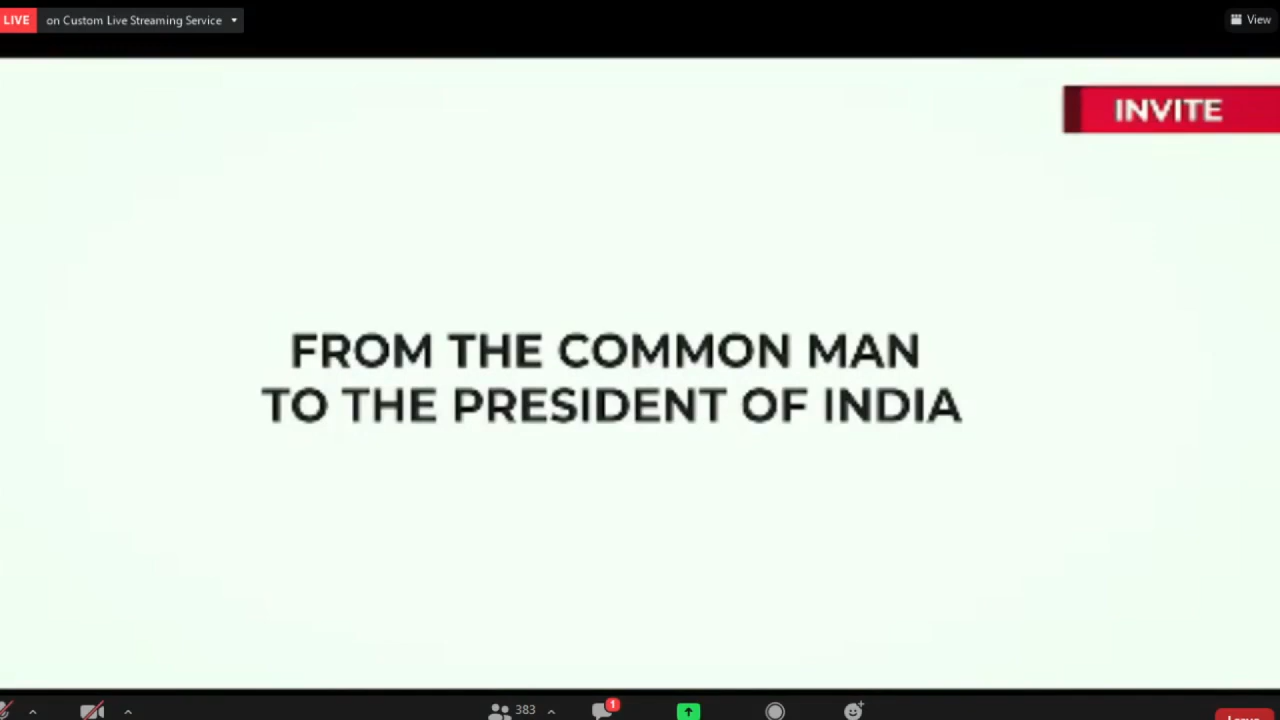 LIVE
on Custom Live Streaming Service
View
INVITE
FROM THE COMMON MAN
TO THE PRESIDENT OF INDIA
383
1
Leave